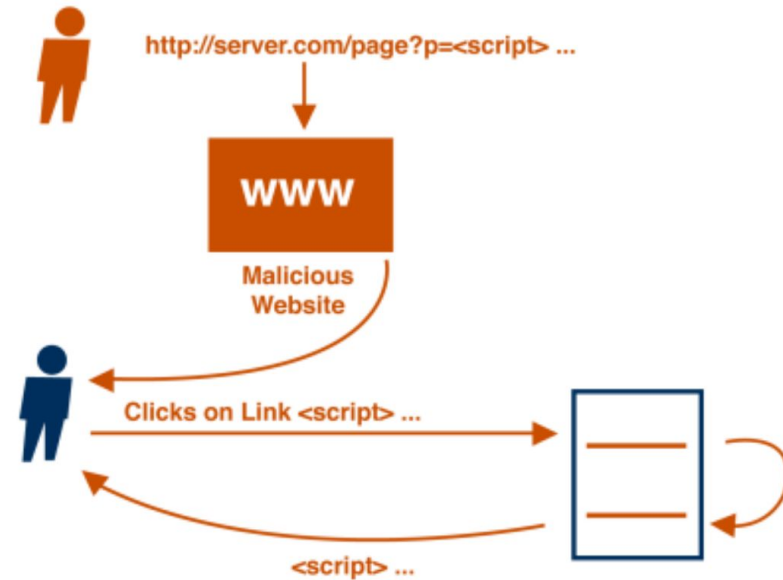 http://server.com/page?p=<script> ...
www
Malicious
Website
Clicks on Link <script> ...
<script> ...